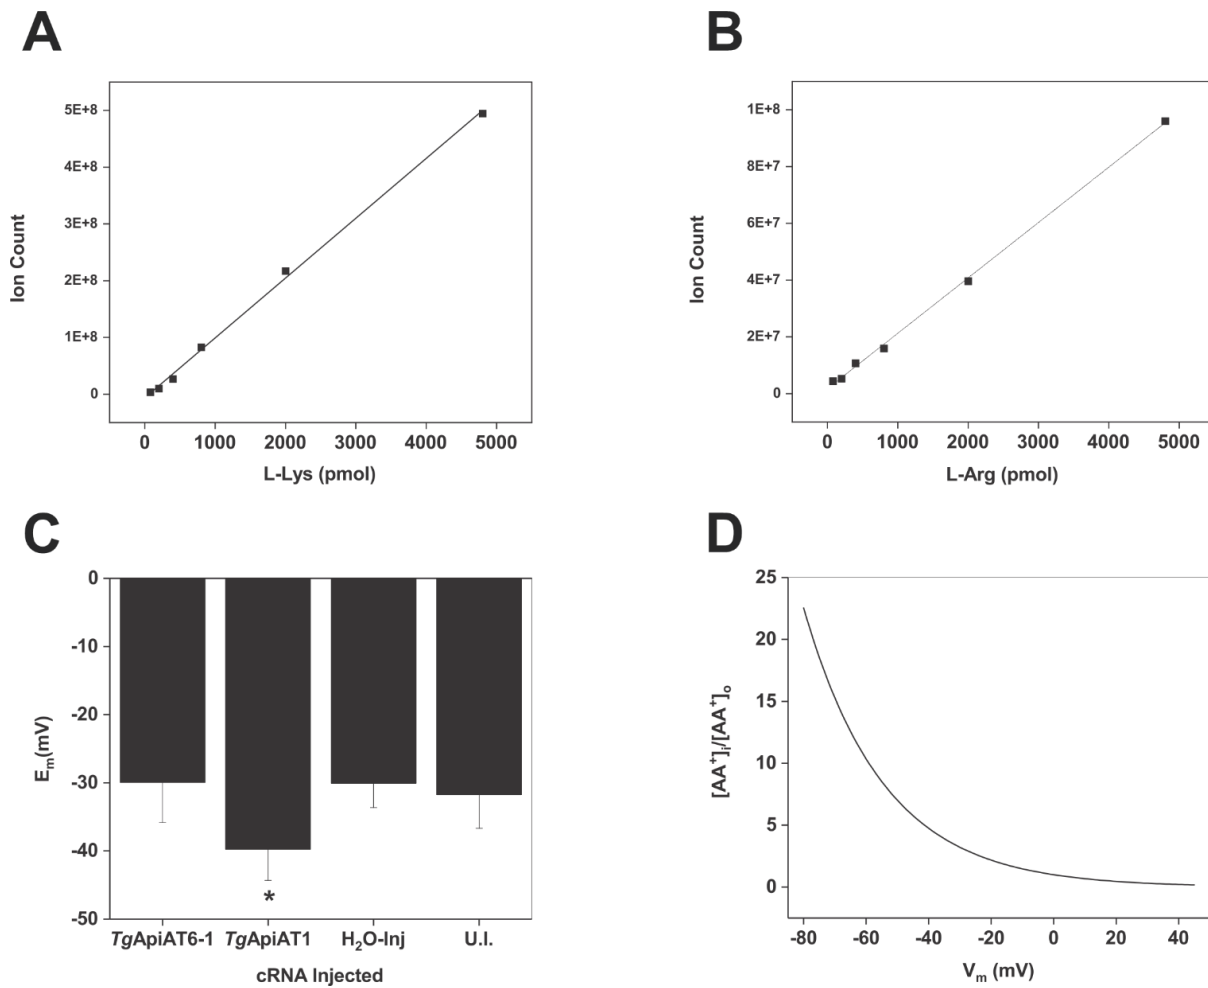 A
5E+8
4E+8
3E+8
2E+8
1E+8
0
Ion Count
0 1000 2000 3000 4000 5000
L-Lys (pmol)
B
1E+8
8E+7
6E+7
4E+7
2E+7
0
Ion Count
0 1000 2000 3000 4000 5000
L-Arg (pmol)
C
0
-10
-20
-30
-40
-50
Eₘ(mV)
*
TgApiAT6-1 TgApiAT1 H₂O-Inj U.I.
cRNA Injected
D
25
20
15
10
5
0
[AA⁺]ᵢ/[AA⁺]ₒ
-80 -60 -40 -20 0 20 40
Vₘ (mV)